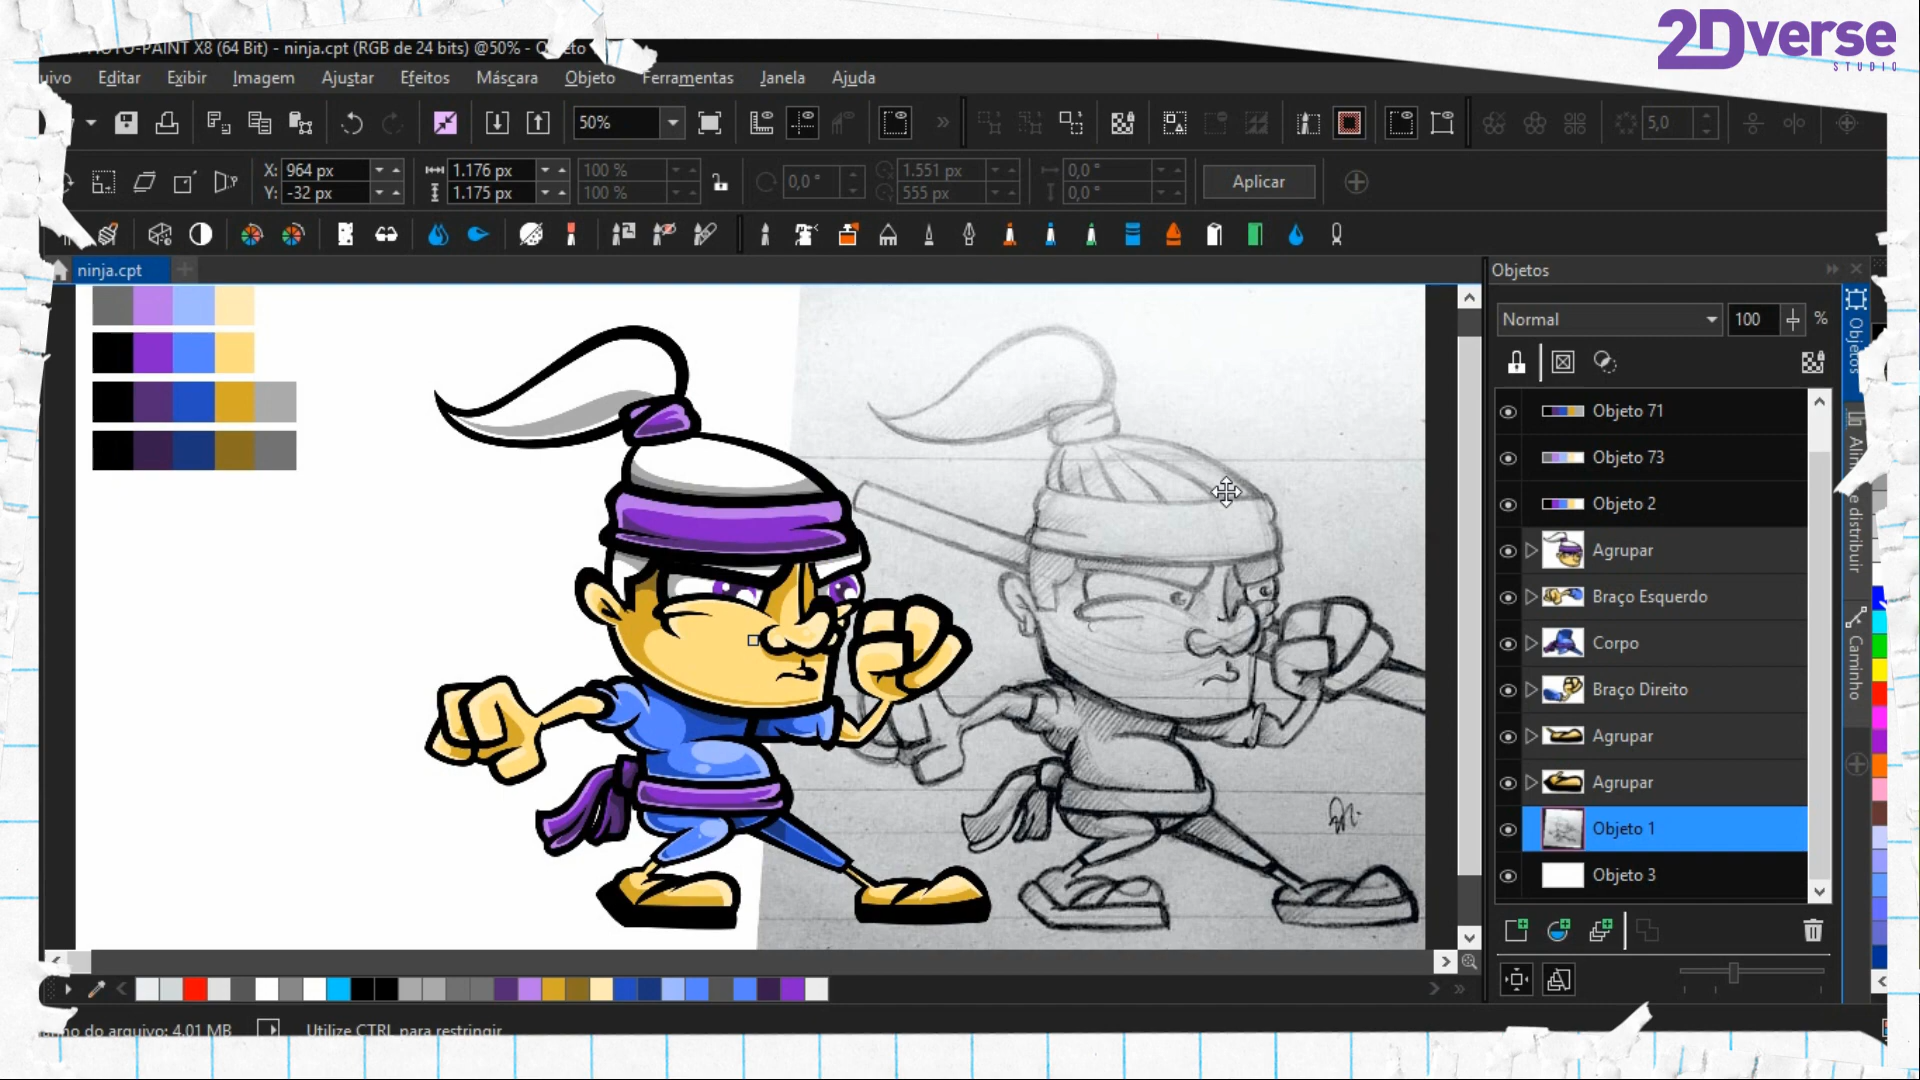 2Dverse
STUDIO
OTO-PAINT X8 (64 Bit) - ninja.cpt (RGB de 24 bits) @50% - O
uivo Editar Exibir Imagem Ajustar Efeitos Máscara Objeto Ferramentas Janela Ajuda
50% 5,0
X: 964 px 1.176 px 100 % 0,0 ° 1.551 px 0,0 ° Aplicar
Y: -32 px 1.175 px 100 % 555 px 0,0 °
ninja.cpt
Objetos
Normal 100 %
Objeto 71
Objeto 73
Objeto 2
Agrupar
Braço Esquerdo
Corpo
Braço Direito
Agrupar
Agrupar
Objeto 1
Objeto 3
Objetos
e distribuir
Caminho
nho do arquivo: 4.01 MB Utilize CTRL para restringir